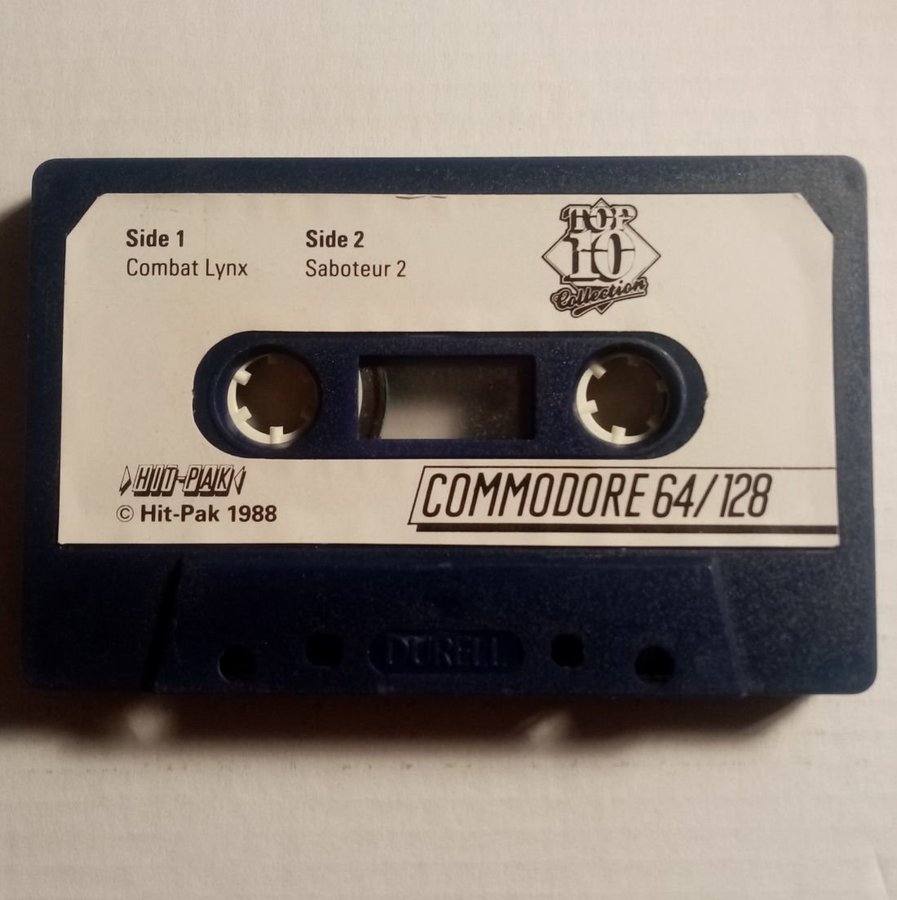 Side 1
Combat Lynx
Side 2
Saboteur 2
TOP
10
Collection
HIT-PAK
© Hit-Pak 1988
COMMODORE 64/128
DURELL